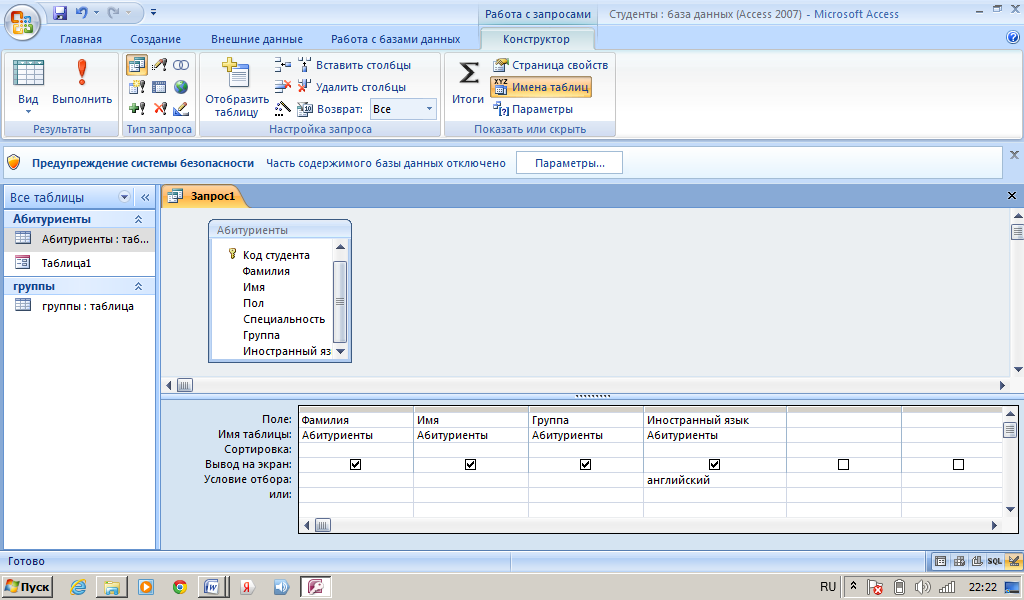 Работа с запросами
Студенты : база данных (Access 2007) - Microsoft Access
Главная Создание Внешние данные Работа с базами данных Конструктор
Вид
Выполнить
Результаты
Тип запроса
Отобразить таблицу
Вставить столбцы
Удалить столбцы
Возврат: Все
Настройка запроса
Итоги
Страница свойств
XYZ Имена таблиц
Параметры
Показать или скрыть
Предупреждение системы безопасности Часть содержимого базы данных отключено Параметры...
Все таблицы
Абитуриенты
Абитуриенты : таб...
Таблица1
группы
группы : таблица
Запрос1
Абитуриенты
Код студента
Фамилия
Имя
Пол
Специальность
Группа
Иностранный яз
Поле: Фамилия Имя Группа Иностранный язык
Имя таблицы: Абитуриенты Абитуриенты Абитуриенты Абитуриенты
Сортировка:
Вывод на экран:
Условие отбора: английский
или:
Готово
SQL
Пуск
RU
22:22